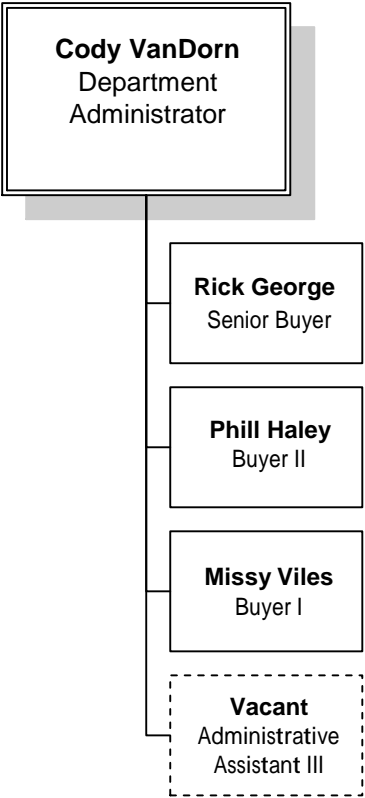 Cody VanDorn
Department
Administrator
Rick George
Senior Buyer
Phill Haley
Buyer II
Missy Viles
Buyer I
Vacant
Administrative
Assistant III